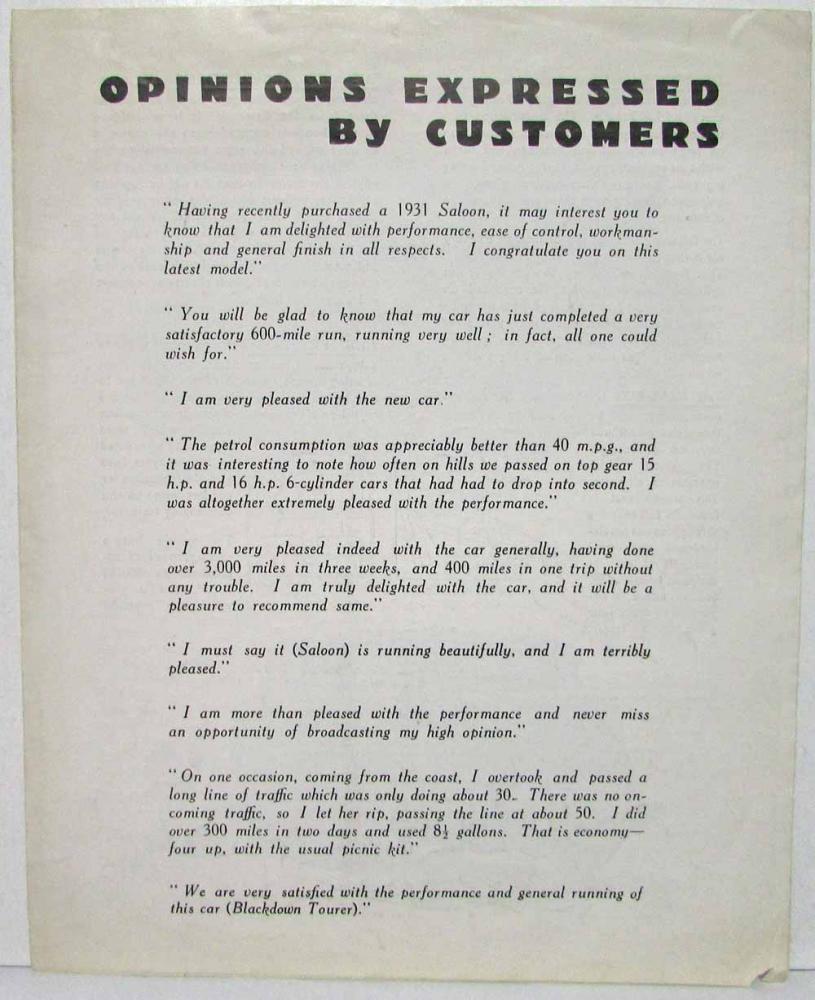 OPINIONS EXPRESSED
BY CUSTOMERS
“ Having recently purchased a 1931 Saloon, it may interest you to
know that I am delighted with performance, ease of control, workman-
ship and general finish in all respects. I congratulate you on this
latest model.”
“ You will be glad to know that my car has just completed a very
satisfactory 600-mile run, running very well ; in fact, all one could
wish for.”
“ I am very pleased with the new car.”
“ The petrol consumption was appreciably better than 40 m.p.g., and
it was interesting to note how often on hills we passed on top gear 15
h.p. and 16 h.p. 6-cylinder cars that had had to drop into second. I
was altogether extremely pleased with the performance.”
“ I am very pleased indeed with the car generally, having done
over 3,000 miles in three weeks, and 400 miles in one trip without
any trouble. I am truly delighted with the car, and it will be a
pleasure to recommend same.”
“ I must say it (Saloon) is running beautifully, and I am terribly
pleased.”
“ I am more than pleased with the performance and never miss
an opportunity of broadcasting my high opinion.”
“ On one occasion, coming from the coast, I overtook and passed a
long line of traffic which was only doing about 30. There was no on-
coming traffic, so I let her rip, passing the line at about 50. I did
over 300 miles in two days and used 8½ gallons. That is economy—
four up, with the usual picnic kit.”
“ We are very satisfied with the performance and general running of
this car (Blackdown Tourer).”